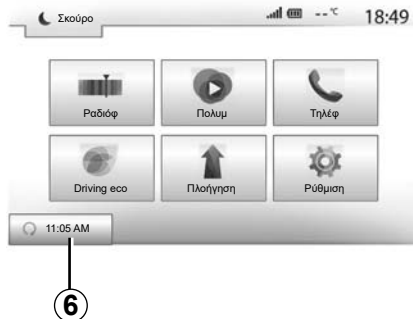 Σκούρο
--°C
18:49
Ραδιόφ
Πολυμ
Τηλέφ
Driving eco
Πλοήγηση
Ρύθμιση
11:05 AM
6